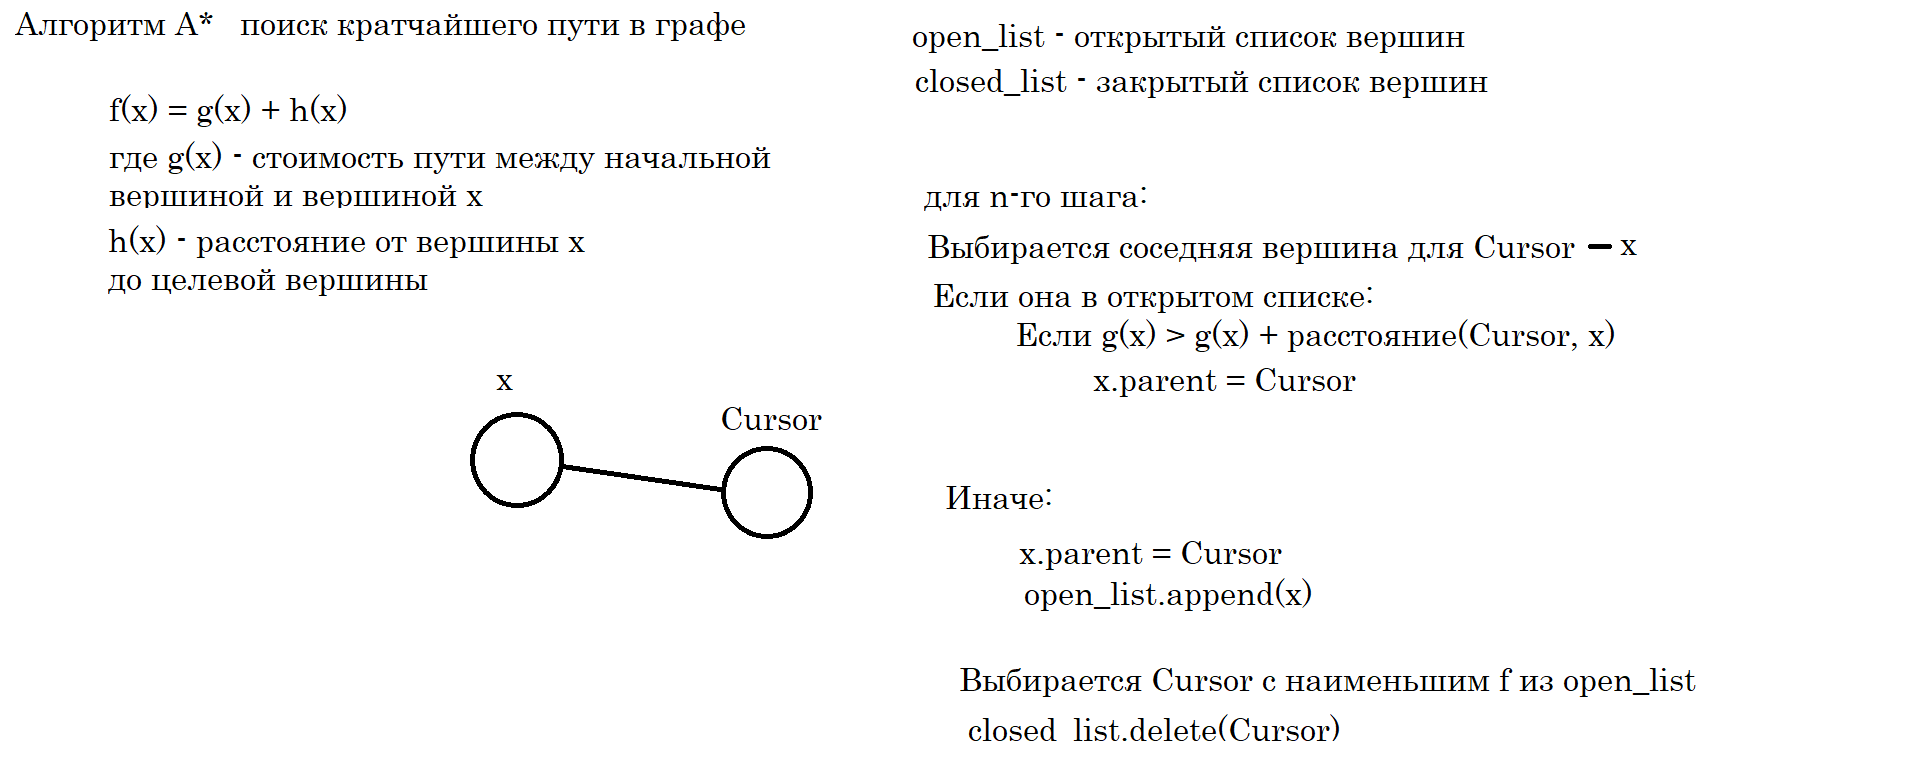 Алгоритм А* поиск кратчайшего пути в графе
f(x) = g(x) + h(x)
где g(x) - стоимость пути между начальной
вершиной и вершиной x
h(x) - расстояние от вершины x
до целевой вершины
x
Cursor
open_list - открытый список вершин
closed_list - закрытый список вершин
для n-го шага:
Выбирается соседняя вершина для Cursor — x
Если она в открытом списке:
Если g(x) > g(x) + расстояние(Cursor, x)
x.parent = Cursor
Иначе:
x.parent = Cursor
open_list.append(x)
Выбирается Cursor с наименьшим f из open_list
closed list.delete(Cursor)